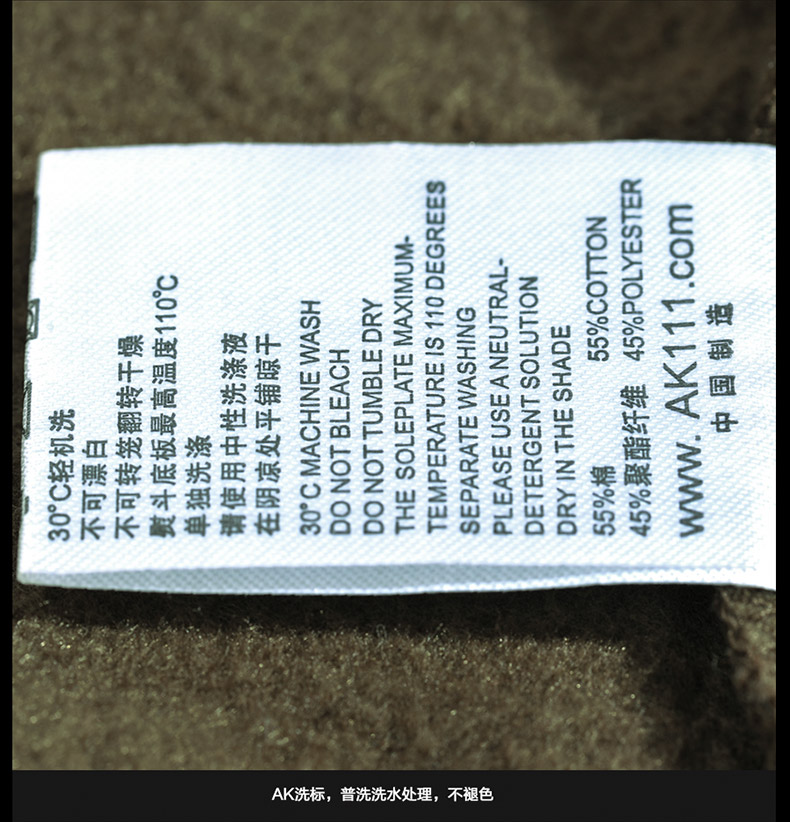 30°C轻机洗
不可漂白
不可转笼翻转干燥
熨斗底板最高温度110°C
单独洗涤
请使用中性洗涤液
在阴凉处平铺晾干
30°C MACHINE WASH
DO NOT BLEACH
DO NOT TUMBLE DRY
THE SOLEPLATE MAXIMUM-
TEMPERATURE IS 110 DEGREES
SEPARATE WASHING
PLEASE USE A NEUTRAL-
DETERGENT SOLUTION
DRY IN THE SHADE
55%棉 55%COTTON
45%聚酯纤维 45%POLYESTER
www. AK111.com
中国制造
AK洗标，普洗洗水处理，不褪色